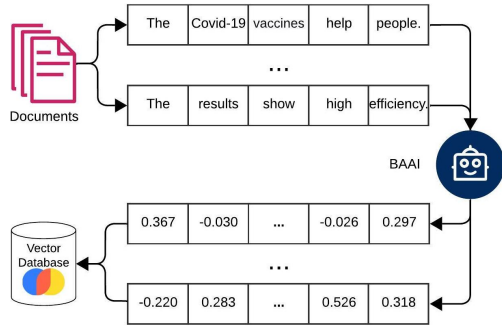 The Covid-19 vaccines help people.
...
Documents
The results show high efficiency.
BAAI
0.367 -0.030 ... -0.026 0.297
Vector
Database
...
-0.220 0.283 ... 0.526 0.318